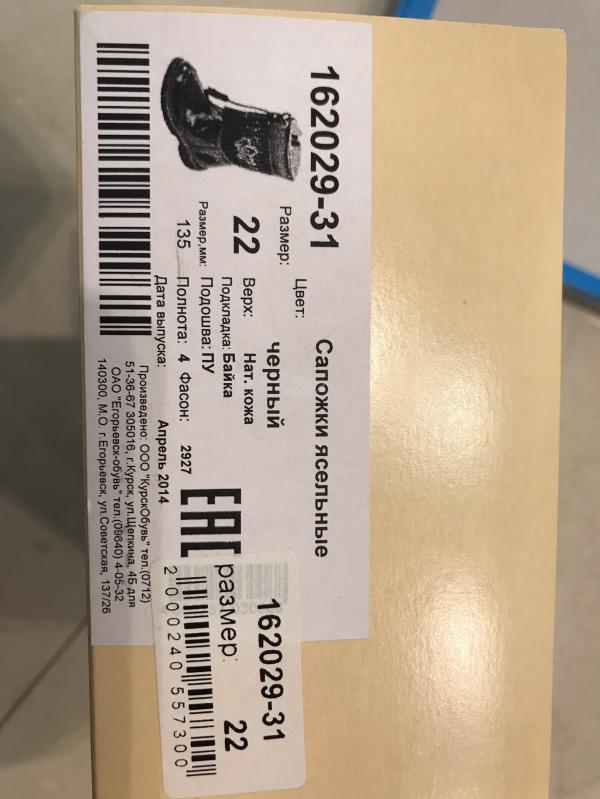 162029-31
Сапожки ясельные
Размер: Цвет:
22 черный
Верх: Нат. кожа
Подкладка: Байка
Размер,мм: Подошва: ПУ
135 Полнота: 4 Фасон: 2927
Дата выпуска: Апрель 2014
EAC
Произведено: ООО "КурскОбувь" тел.(0712)
51-36-67 305016, г.Курск, ул.Щепкина, 4Б для
ОАО "Егорьевск-обувь" тел.(09640) 4-05-32
140300, М.О. г.Егорьевск, ул.Советская, 137/26
162029-31
размер: 22
2 000240 557300